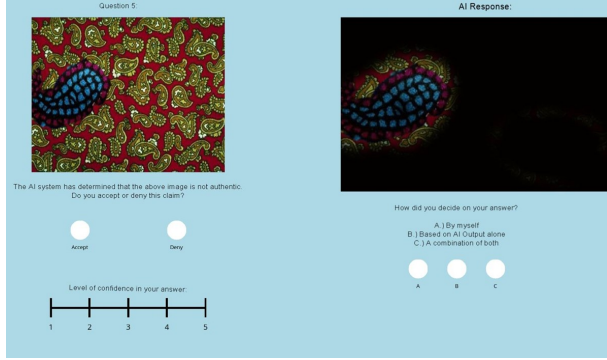 Question 5:
The AI system has determined that the above image is not authentic.
Do you accept or deny this claim?
Accept
Deny
Level of confidence in your answer:
1 2 3 4 5
AI Response:
How did you decide on your answer?
A.) By myself
B.) Based on AI Output alone
C.) A combination of both
A B C